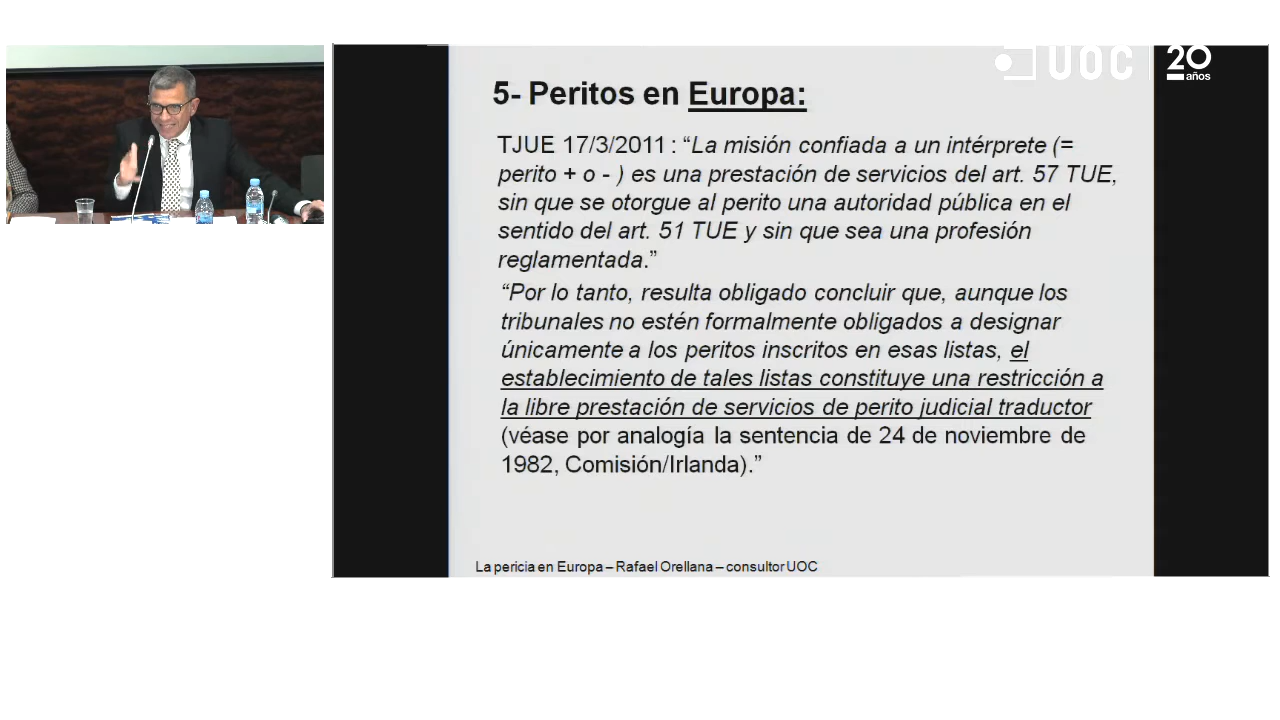 UOC
20
años
5- Peritos en Europa:
TJUE 17/3/2011 : “La misión confiada a un intérprete (=
perito + o - ) es una prestación de servicios del art. 57 TUE,
sin que se otorgue al perito una autoridad pública en el
sentido del art. 51 TUE y sin que sea una profesión
reglamentada.”
“Por lo tanto, resulta obligado concluir que, aunque los
tribunales no estén formalmente obligados a designar
únicamente a los peritos inscritos en esas listas, el
establecimiento de tales listas constituye una restricción a
la libre prestación de servicios de perito judicial traductor
(véase por analogía la sentencia de 24 de noviembre de
1982, Comisión/Irlanda).”
La pericia en Europa – Rafael Orellana – consultor UOC